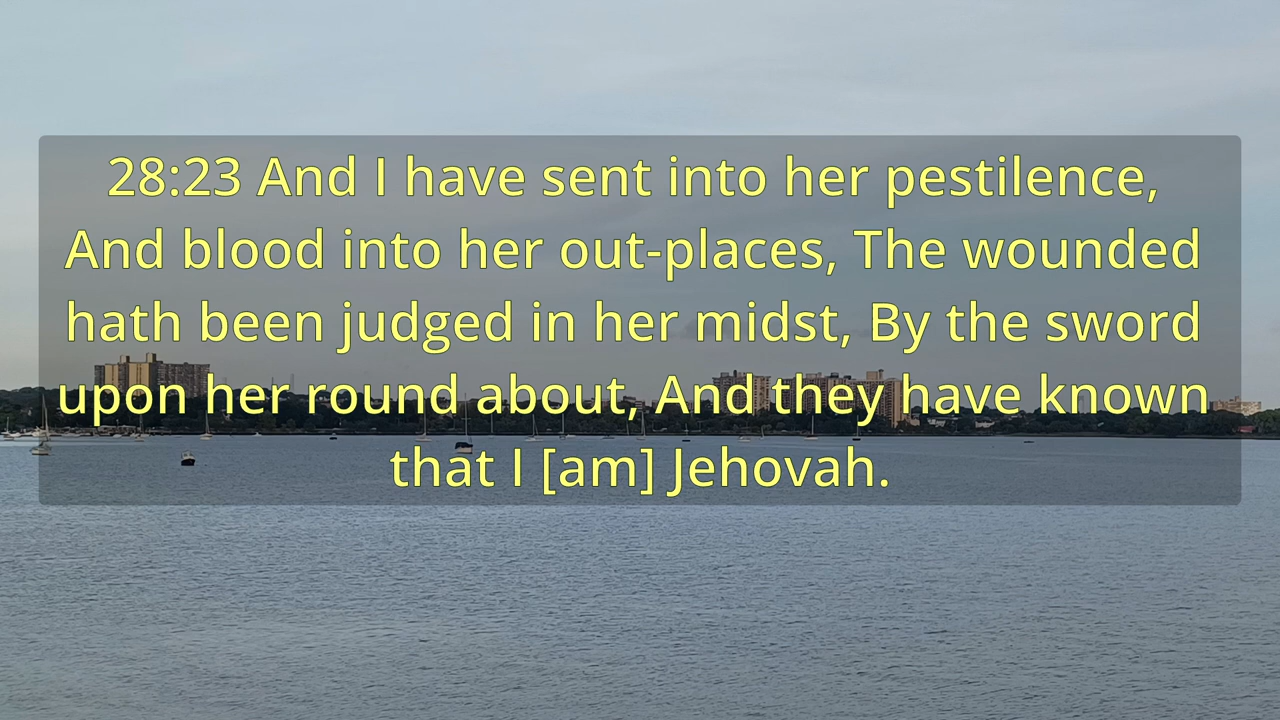 28:23 And I have sent into her pestilence,
And blood into her out-places, The wounded
hath been judged in her midst, By the sword
upon her round about, And they have known
that I [am] Jehovah.